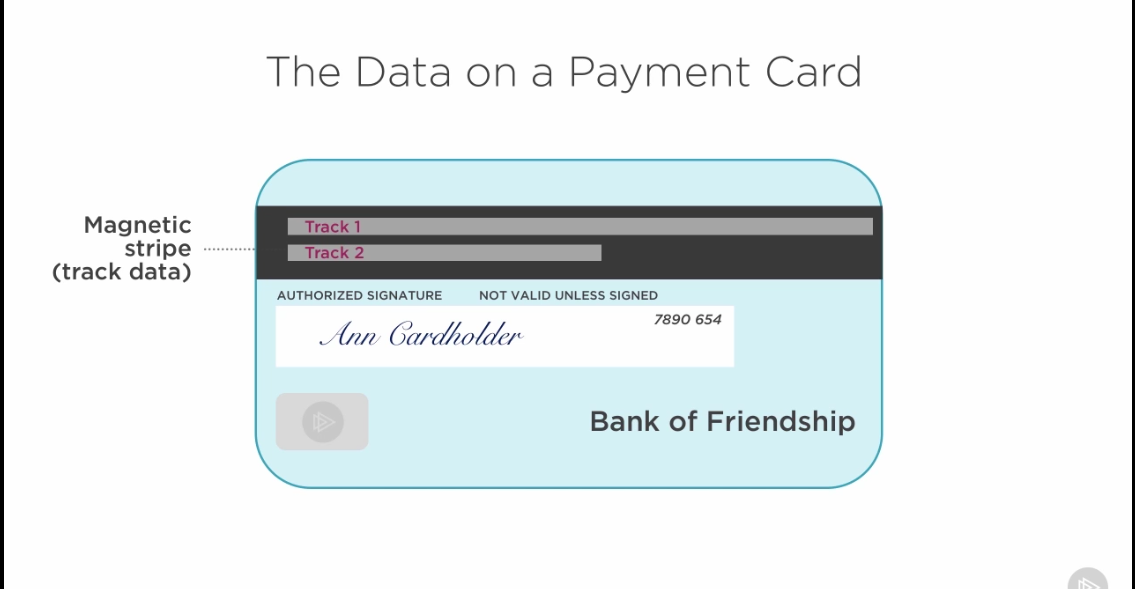 The Data on a Payment Card
Magnetic
stripe
(track data)
Track 1
Track 2
AUTHORIZED SIGNATURE NOT VALID UNLESS SIGNED
7890 654
Ann Cardholder
Bank of Friendship